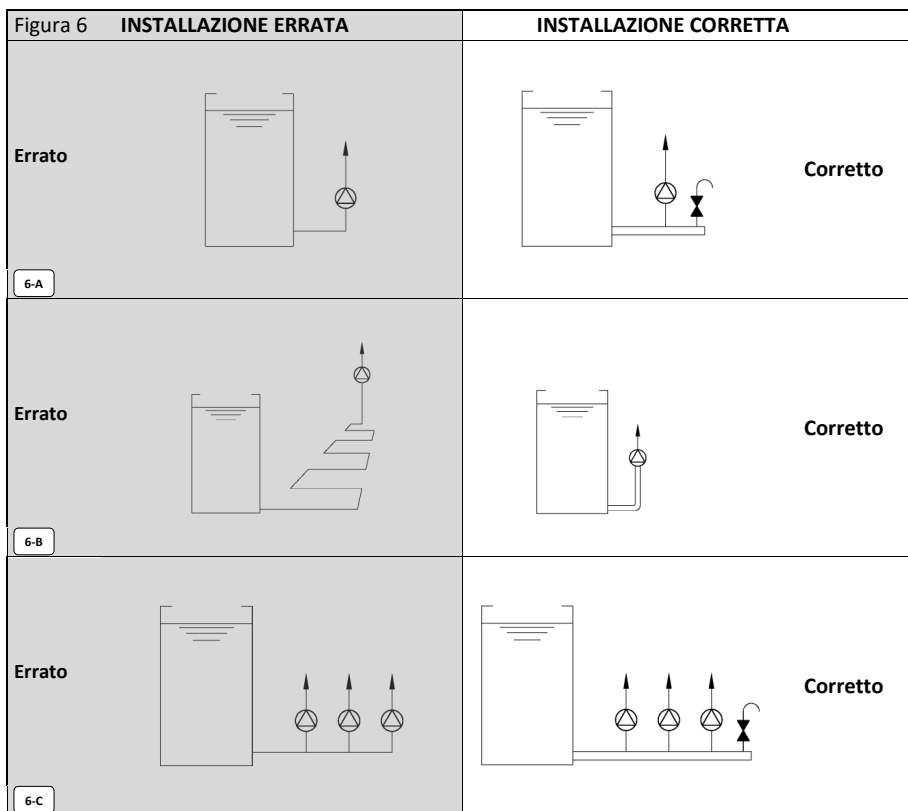 Figura 6 INSTALLAZIONE ERRATA INSTALLAZIONE CORRETTA
Errato
Corretto
6-A
Errato
Corretto
6-B
Errato
Corretto
6-C